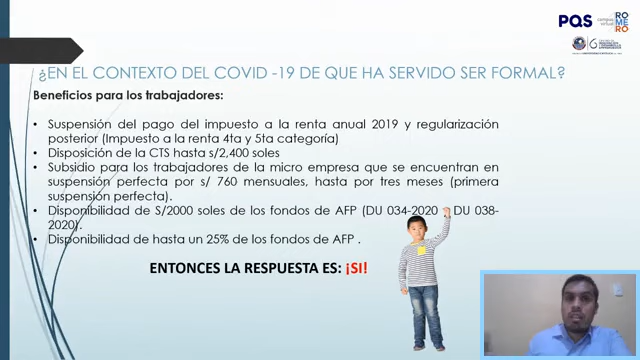 PQS
campus virtual
RO
ME
RO
¿EN EL CONTEXTO DEL COVID -19 DE QUE HA SERVIDO SER FORMAL?
Beneficios para los trabajadores:
• Suspensión del pago del impuesto a la renta anual 2019 y regularización
posterior (Impuesto a la renta 4ta y 5ta categoría)
• Disposición de la CTS hasta s/2,400 soles
• Subsidio para los trabajadores de la micro empresa que se encuentran en
suspensión perfecta por s/ 760 mensuales, hasta por tres meses (primera
suspensión perfecta).
• Disponibilidad de S/2000 soles de los fondos de AFP (DU 034-2020 DU 038-
2020).
• Disponibilidad de hasta un 25% de los fondos de AFP .
ENTONCES LA RESPUESTA ES: ¡SI!